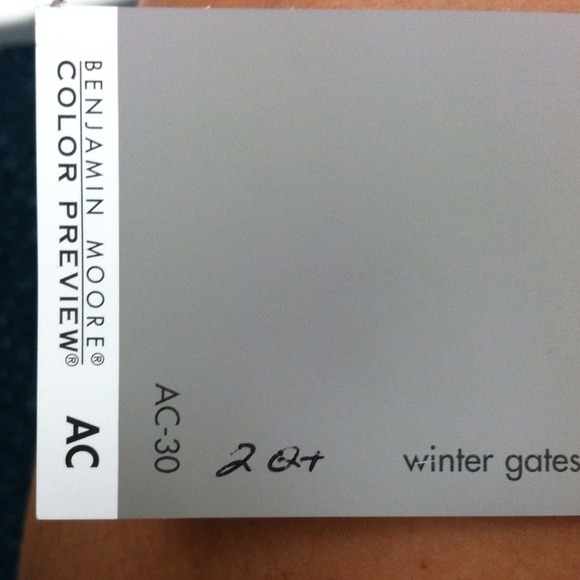 BENJAMIN MOORE®
COLOR PREVIEW®
AC
AC-30
2 Qt
winter gates